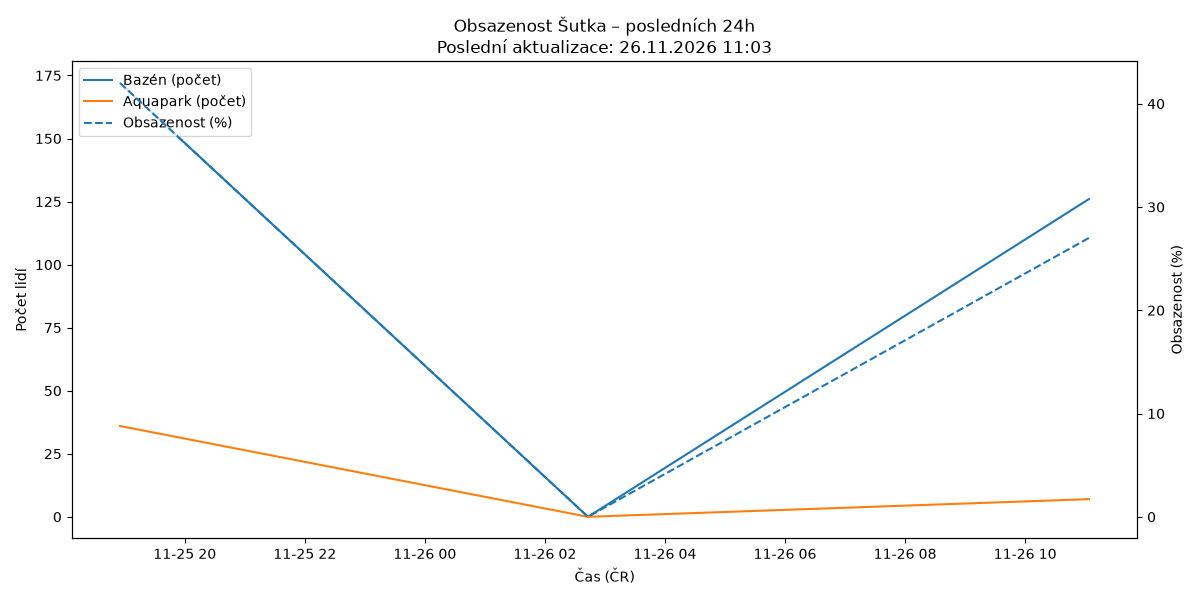 Obsazenost Šutka – posledních 24h
Poslední aktualizace: 26.11.2026 11:03
Bazén (počet)
Aquapark (počet)
Obsazenost (%)
175
150
125
100
75
50
25
0
Počet lidí
40
30
20
10
0
Obsazenost (%)
11-25 20
11-25 22
11-26 00
11-26 02
11-26 04
11-26 06
11-26 08
11-26 10
Čas (ČR)